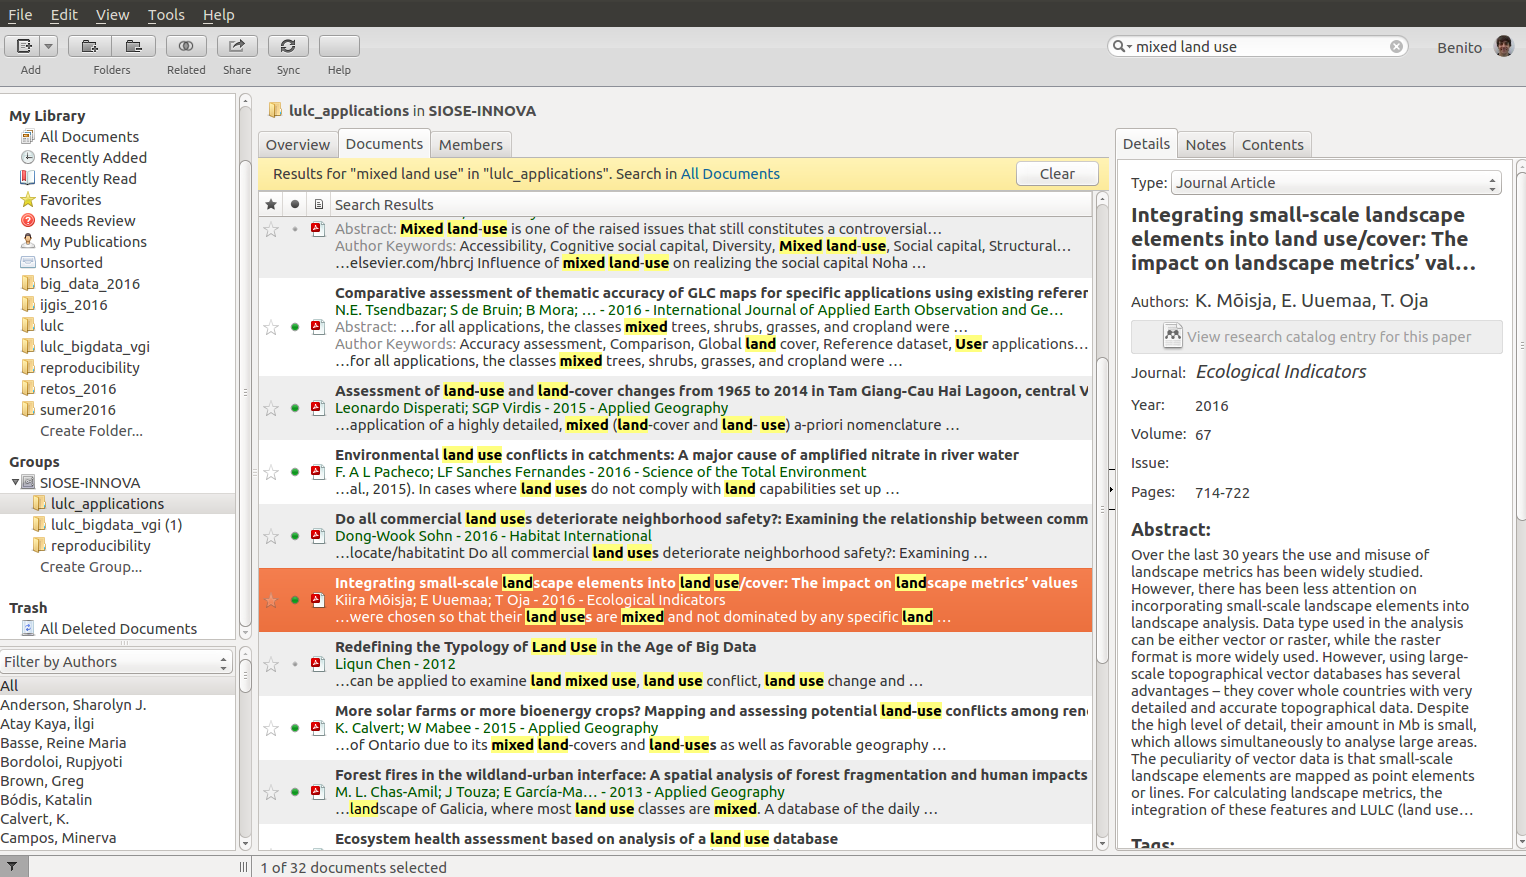 File Edit View Tools Help
Add Folders Related Share Sync Help
mixed land use
Benito
My Library
All Documents
Recently Added
Recently Read
Favorites
Needs Review
My Publications
Unsorted
big_data_2016
ijgis_2016
lulc
lulc_bigdata_vgi
reproducibility
retos_2016
sumer2016
Create Folder...
Groups
SIOSE-INNOVA
lulc_applications
lulc_bigdata_vgi (1)
reproducibility
Create Group...
Trash
All Deleted Documents
Filter by Authors
All
Anderson, Sharolyn J.
Atay Kaya, İlgi
Basse, Reine Maria
Bordoloi, Rupjyoti
Brown, Greg
Bódis, Katalin
Calvert, K.
Campos, Minerva
lulc_applications in SIOSE-INNOVA
Overview Documents Members
Results for "mixed land use" in "lulc_applications". Search in All Documents
Clear
Search Results
Abstract: Mixed land-use is one of the raised issues that still constitutes a controversial…
Author Keywords: Accessibility, Cognitive social capital, Diversity, Mixed land-use, Social capital, Structural…
…elsevier.com/hbrcj Influence of mixed land-use on realizing the social capital Noha …
Comparative assessment of thematic accuracy of GLC maps for specific applications using existing referer
N.E. Tsendbazar; S de Bruin; B Mora; … - 2016 - International Journal of Applied Earth Observation and Ge…
Abstract: …for all applications, the classes mixed trees, shrubs, grasses, and cropland were …
Author Keywords: Accuracy assessment, Comparison, Global land cover, Reference dataset, User applications…
…for all applications, the classes mixed trees, shrubs, grasses, and cropland were …
Assessment of land-use and land-cover changes from 1965 to 2014 in Tam Giang-Cau Hai Lagoon, central V
Leonardo Disperati; SGP Virdis - 2015 - Applied Geography
…application of a highly detailed, mixed (land-cover and land- use) a-priori nomenclature …
Environmental land use conflicts in catchments: A major cause of amplified nitrate in river water
F. A L Pacheco; LF Sanches Fernandes - 2016 - Science of the Total Environment
…al., 2015). In cases where land uses do not comply with land capabilities set up …
Do all commercial land uses deteriorate neighborhood safety?: Examining the relationship between comm
Dong-Wook Sohn - 2016 - Habitat International
…locate/habitatint Do all commercial land uses deteriorate neighborhood safety?: Examining …
Integrating small-scale landscape elements into land use/cover: The impact on landscape metrics’ values
Kiira Mõisja; E Uuemaa; T Oja - 2016 - Ecological Indicators
…were chosen so that their land uses are mixed and not dominated by any specific land …
Redefining the Typology of Land Use in the Age of Big Data
Liqun Chen - 2012
…can be applied to examine land mixed use, land use conflict, land use change and …
More solar farms or more bioenergy crops? Mapping and assessing potential land-use conflicts among ren
K. Calvert; W Mabee - 2015 - Applied Geography
…of Ontario due to its mixed land-covers and land-uses as well as favorable geography …
Forest fires in the wildland-urban interface: A spatial analysis of forest fragmentation and human impacts
M. L. Chas-Amil; J Touza; E García-Ma… - 2013 - Applied Geography
…landscape of Galicia, where most land use classes are mixed. A database of the daily …
Ecosystem health assessment based on analysis of a land use database
Details Notes Contents
Type: Journal Article
Integrating small-scale landscape
elements into land use/cover: The
impact on landscape metrics’ val…
Authors: K. Mõisja, E. Uuemaa, T. Oja
View research catalog entry for this paper
Journal: Ecological Indicators
Year: 2016
Volume: 67
Issue:
Pages: 714-722
Abstract:
Over the last 30 years the use and misuse of
landscape metrics has been widely studied.
However, there has been less attention on
incorporating small-scale landscape elements into
landscape analysis. Data type used in the analysis
can be either vector or raster, while the raster
format is more widely used. However, using large-
scale topographical vector databases has several
advantages – they cover whole countries with very
detailed and accurate topographical data. Despite
the high level of detail, their amount in Mb is small,
which allows simultaneously to analyse large areas.
The peculiarity of vector data is that small-scale
landscape elements are mapped as point elements
or lines. For calculating landscape metrics, the
integration of these features and LULC (land use…
Tags:
1 of 32 documents selected